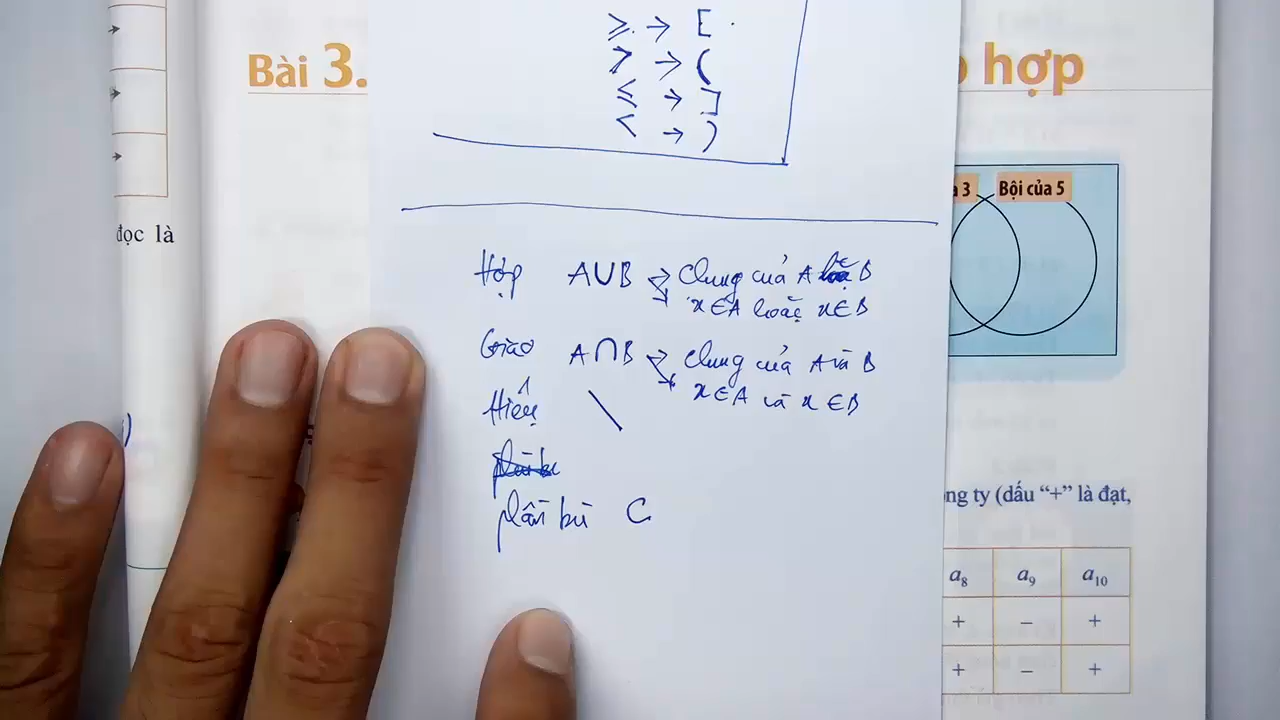 ≥ → [
> → (
≤ → ]
< → )
Bài 3.
hợp
đọc là
a 3
Bội của 5
Hợp A∪B ⇒ Chung của A B
x∈A hoặc x∈B
Giao A∩B ⇒ Chung của A và B
x∈A và x∈B
Hiệu \
phần bù C
ng ty (dấu “+” là đạt,
a8 a9 a10
+ − +
+ − +